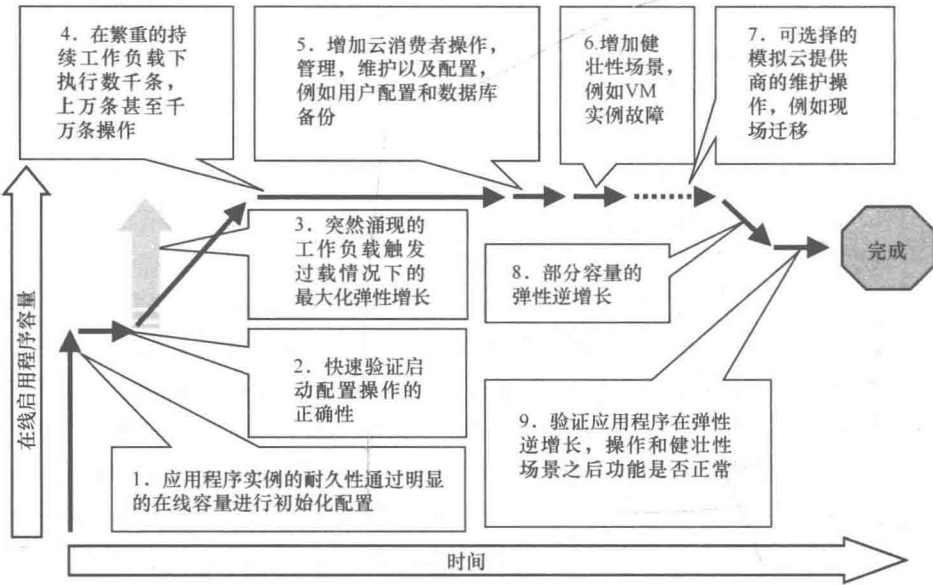 4．在繁重的持
续工作负载下
执行数千条，
上万条甚至千
万条操作
5．增加云消费者操作，
管理，维护以及配置，
例如用户配置和数据库
备份
6.增加健
壮性场景，
例如VM
实例故障
7．可选择的
模拟云提供
商的维护操
作，例如现
场迁移
3．突然涌现的
工作负载触发
过载情况下的
最大化弹性增长
8．部分容量的
弹性逆增长
完成
2．快速验证启
动配置操作的
正确性
9．验证应用程序在弹性
逆增长，操作和健壮性
场景之后功能是否正常
1．应用程序实例的耐久性通过明显
的在线容量进行初始化配置
在线启用程序容量
时间